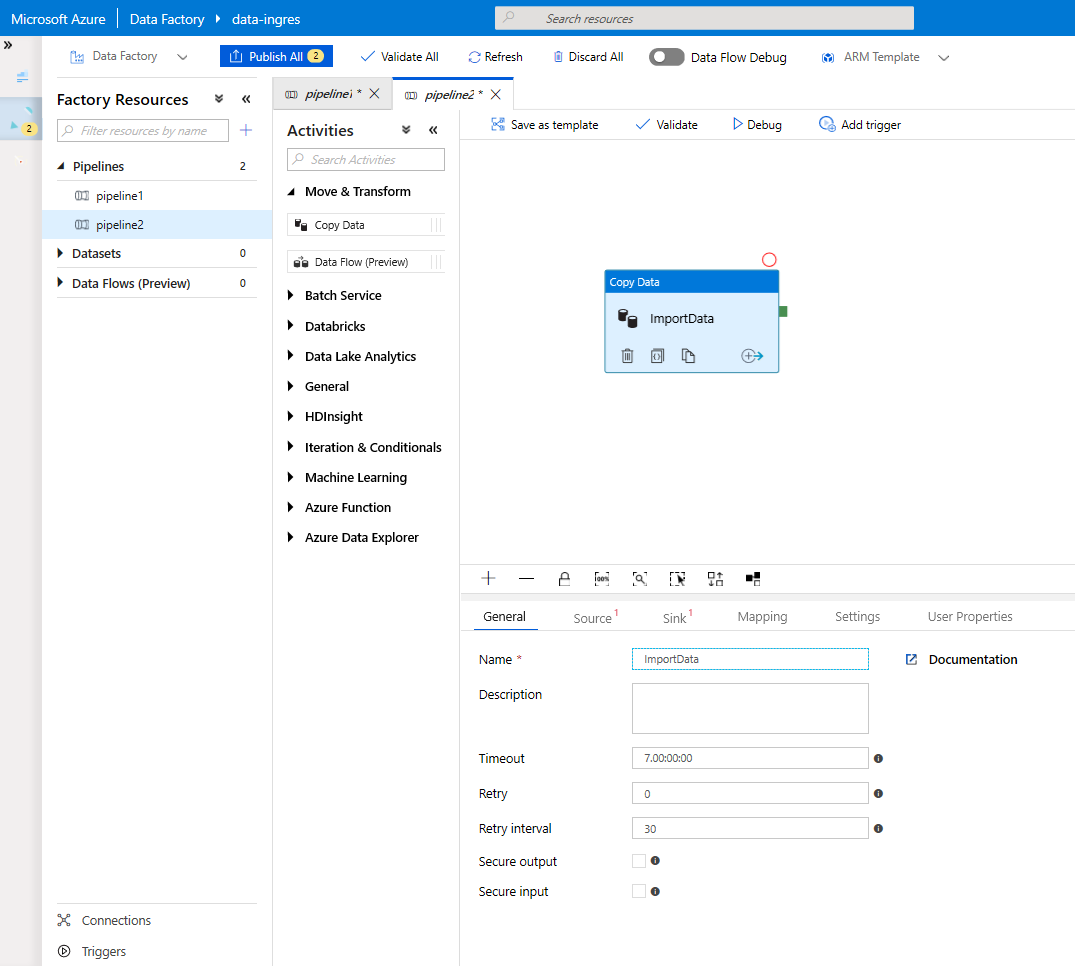 Microsoft Azure
Data Factory
data-ingres
Search resources
»
2
Data Factory
Publish All 2
Validate All
Refresh
Discard All
Data Flow Debug
ARM Template
Factory Resources
«
Filter resources by name
Pipelines 2
pipeline1
pipeline2
Datasets 0
Data Flows (Preview) 0
Connections
Triggers
pipeline1 *
pipeline2 *
Activities
«
Search Activities
Move & Transform
Copy Data
Data Flow (Preview)
Batch Service
Databricks
Data Lake Analytics
General
HDInsight
Iteration & Conditionals
Machine Learning
Azure Function
Azure Data Explorer
Save as template
Validate
Debug
Add trigger
Copy Data
ImportData
100%
General
Source 1
Sink 1
Mapping
Settings
User Properties
Name * ImportData
Documentation
Description
Timeout 7.00:00:00
Retry 0
Retry interval 30
Secure output
Secure input